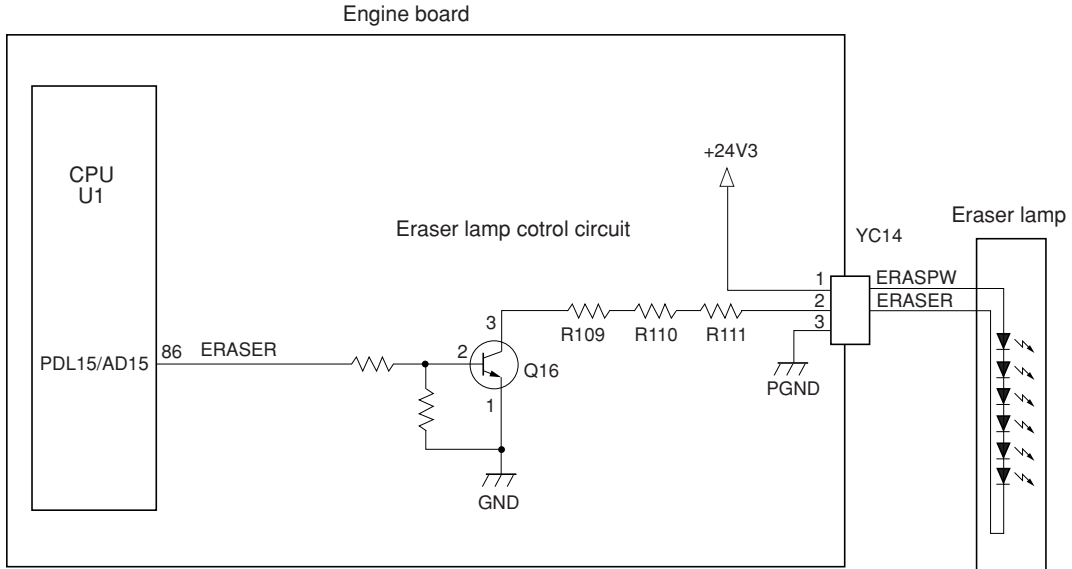 Engine board
CPU
U1
+24V3
Eraser lamp cotrol circuit
YC14
Eraser lamp
1
ERASPW
2
ERASER
3
3
R109
R110
R111
PDL15/AD15
86
ERASER
2
Q16
1
PGND
GND